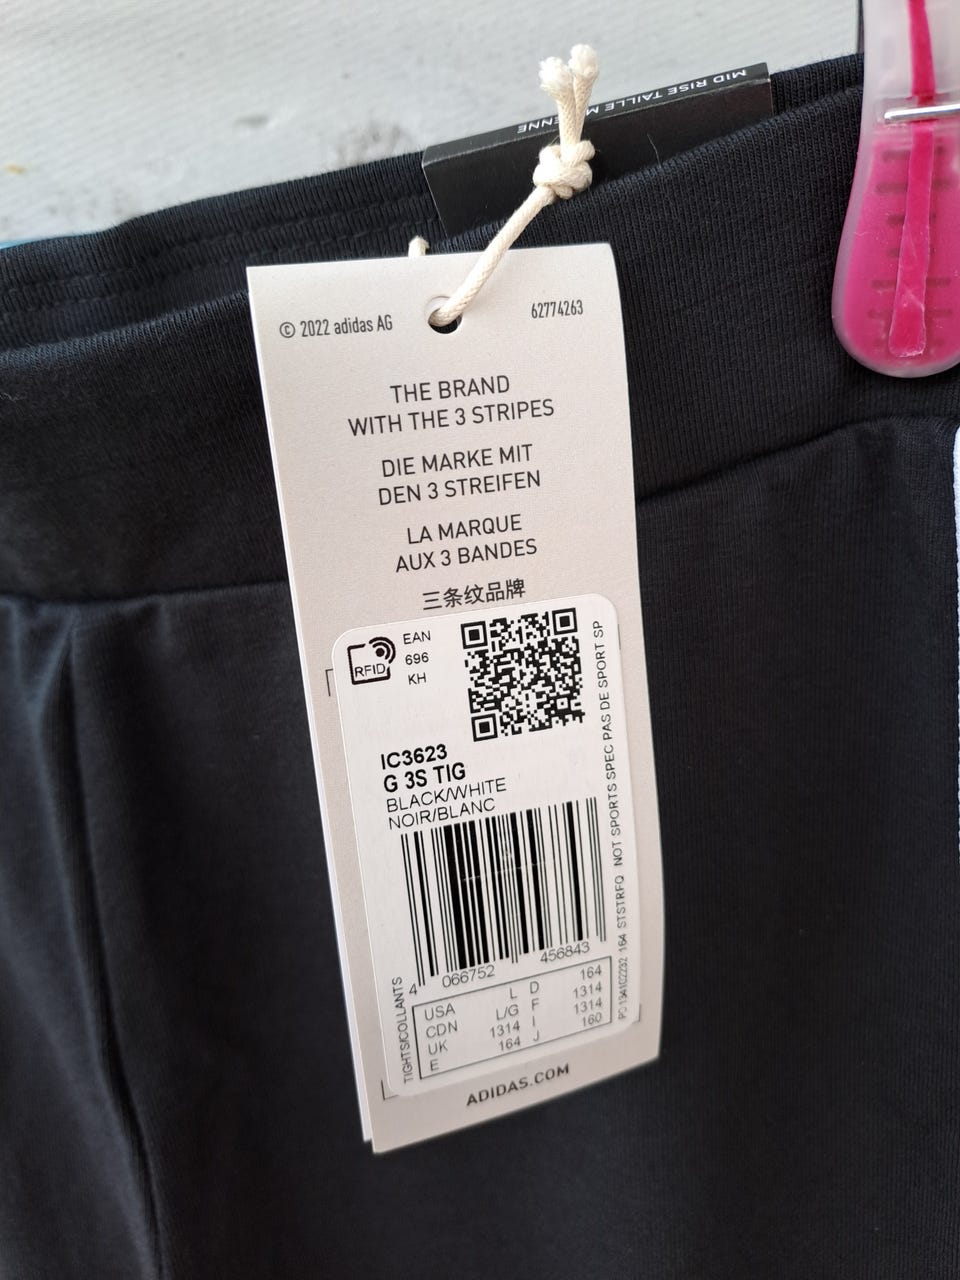 MID RISE TAILLE M ENNE
© 2022 adidas AG
62774263
THE BRAND
WITH THE 3 STRIPES
DIE MARKE MIT
DEN 3 STREIFEN
LA MARQUE
AUX 3 BANDES
三条纹品牌
RFID
EAN
696
KH
IC3623
G 3S TIG
BLACK/WHITE
NOIR/BLANC
4 066752 456843
USA L D 164
CDN L/G F 1314
UK 1314 I 1314
E 164 J 160
TIGHTS/COLLANTS
164 STSTRFQ NOT SPORTS SPEC PAS DE SPORT SP
ADIDAS.COM